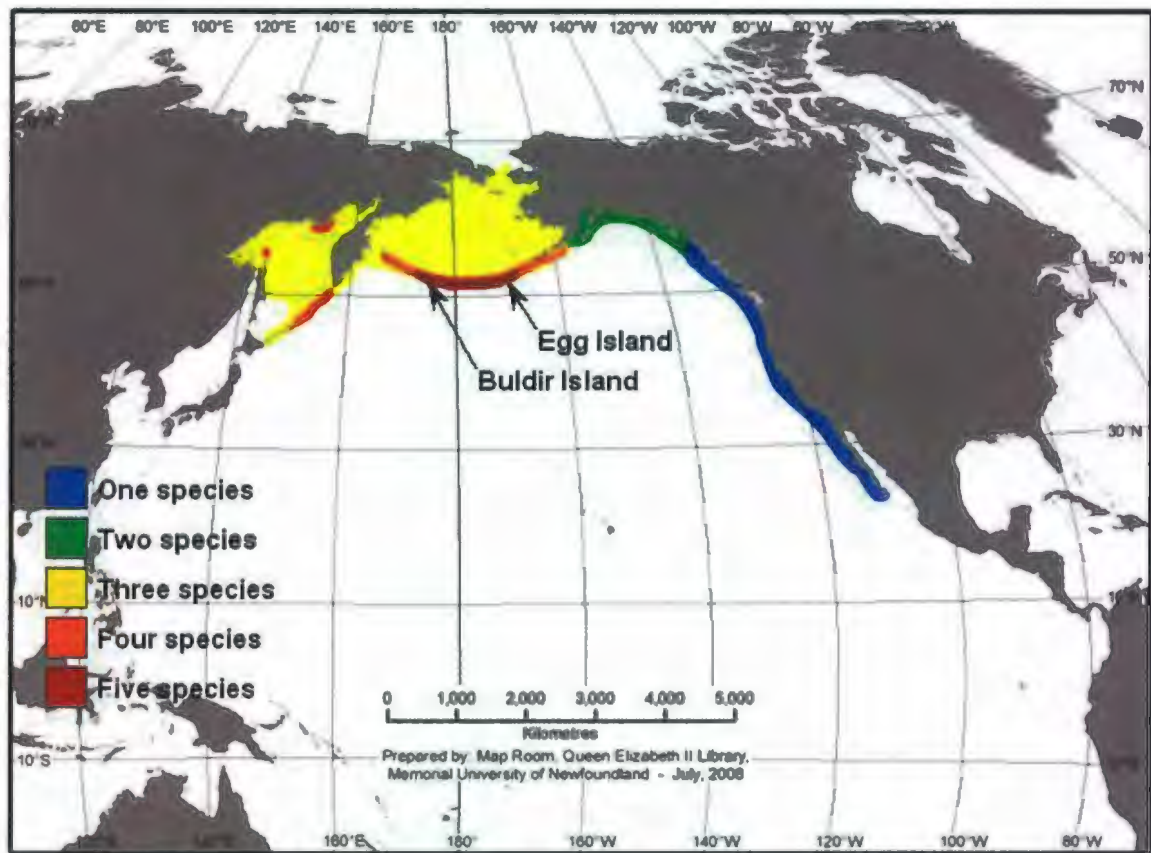 60°E 80°E 100°E 120°E 140°E 160°E 180° 160°W 140°W 120°W 100°W 80°W 60°W
70°N
50°N
Egg Island
Buldir Island
30°N
One species
Two species
Three species
10°N
Four species
Five species
0 1,000 2,000 3,000 4,000 5,000
Kilometres
Prepared by: Map Room, Queen Elizabeth II Library,
Memorial University of Newfoundland - July, 2008
10°S
160°E 180° 160°W 140°W 120°W 100°W 80°W